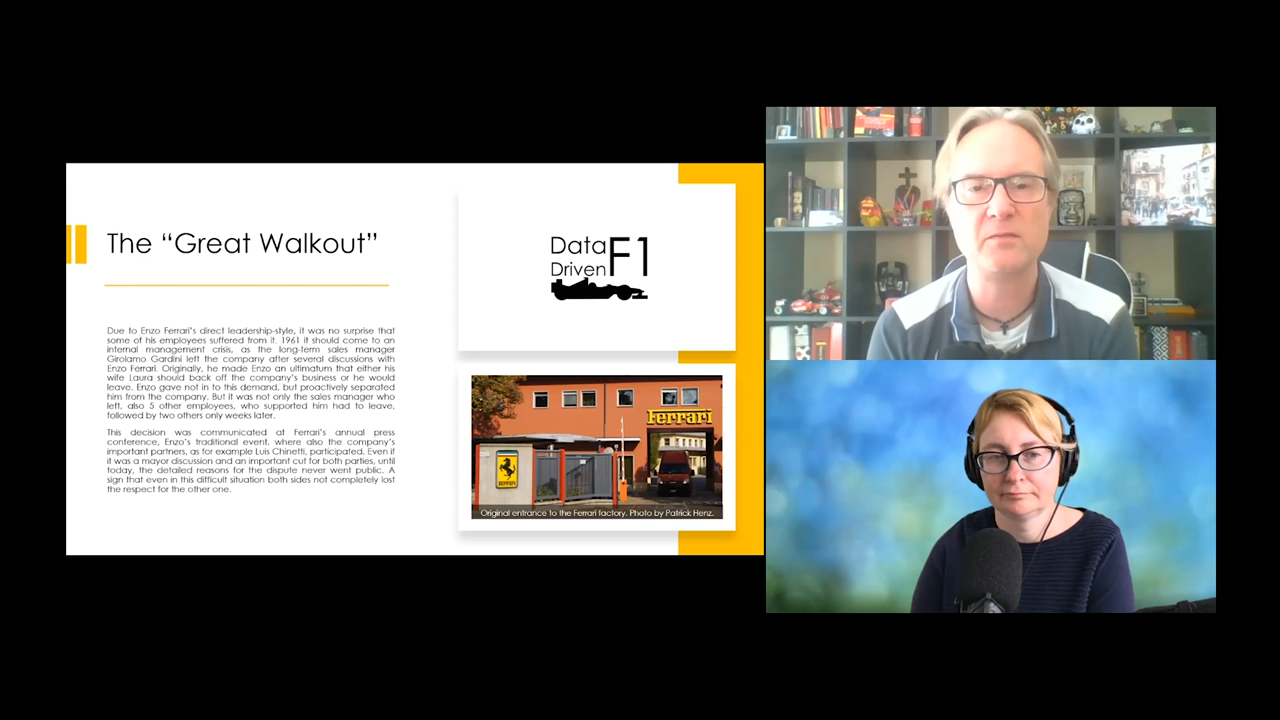 The “Great Walkout”
Due to Enzo Ferrari's direct leadership-style, it was no surprise that
some of his employees suffered from it. 1961 it should come to an
internal management crisis, as the long-term sales manager
Girolamo Gardini left the company after several discussions with
Enzo Ferrari. Originally, he made Enzo an ultimatum that either his
wife Laura should back off the company's business or he would
leave. Enzo gave not in to this demand, but proactively separated
him from the company. But it was not only the sales manager who
left, also 5 other employees, who supported him had to leave,
followed by two others only weeks later.
This decision was communicated at Ferrari's annual press
conference, Enzo's traditional event, where also the company's
important partners, as for example Luis Chinetti, participated. Even if
it was a mayor discussion and an important cut for both parties, until
today, the detailed reasons for the dispute never went public. A
sign that even in this difficult situation both sides not completely lost
the respect for the other one.
Data
Driven
F1
Ferrari
FERRARI
Original entrance to the Ferrari factory. Photo by Patrick Henz.